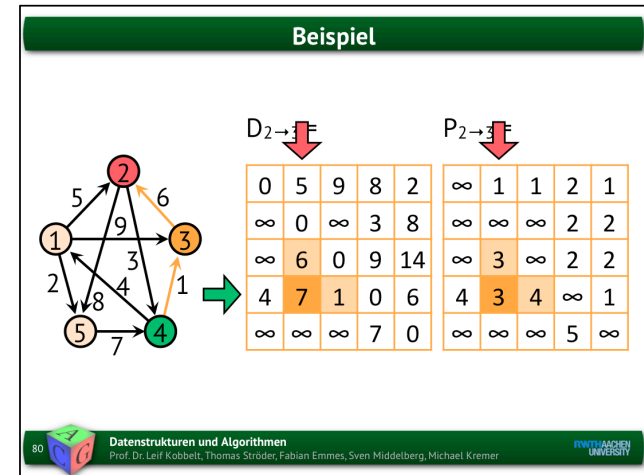 Beispiel
D2→3=
P2→3=
2
5 6
9
1 3
3
2 4 1
8
5 4
7
0 5 9 8 2
∞ 0 ∞ 3 8
∞ 6 0 9 14
4 7 1 0 6
∞ ∞ ∞ 7 0
∞ 1 1 2 1
∞ ∞ ∞ 2 2
∞ 3 ∞ 2 2
4 3 4 ∞ 1
∞ ∞ ∞ 5 ∞
80
A C G
Datenstrukturen und Algorithmen
Prof. Dr. Leif Kobbelt, Thomas Ströder, Fabian Emmes, Sven Middelberg, Michael Kremer
RWTHAACHEN
UNIVERSITY